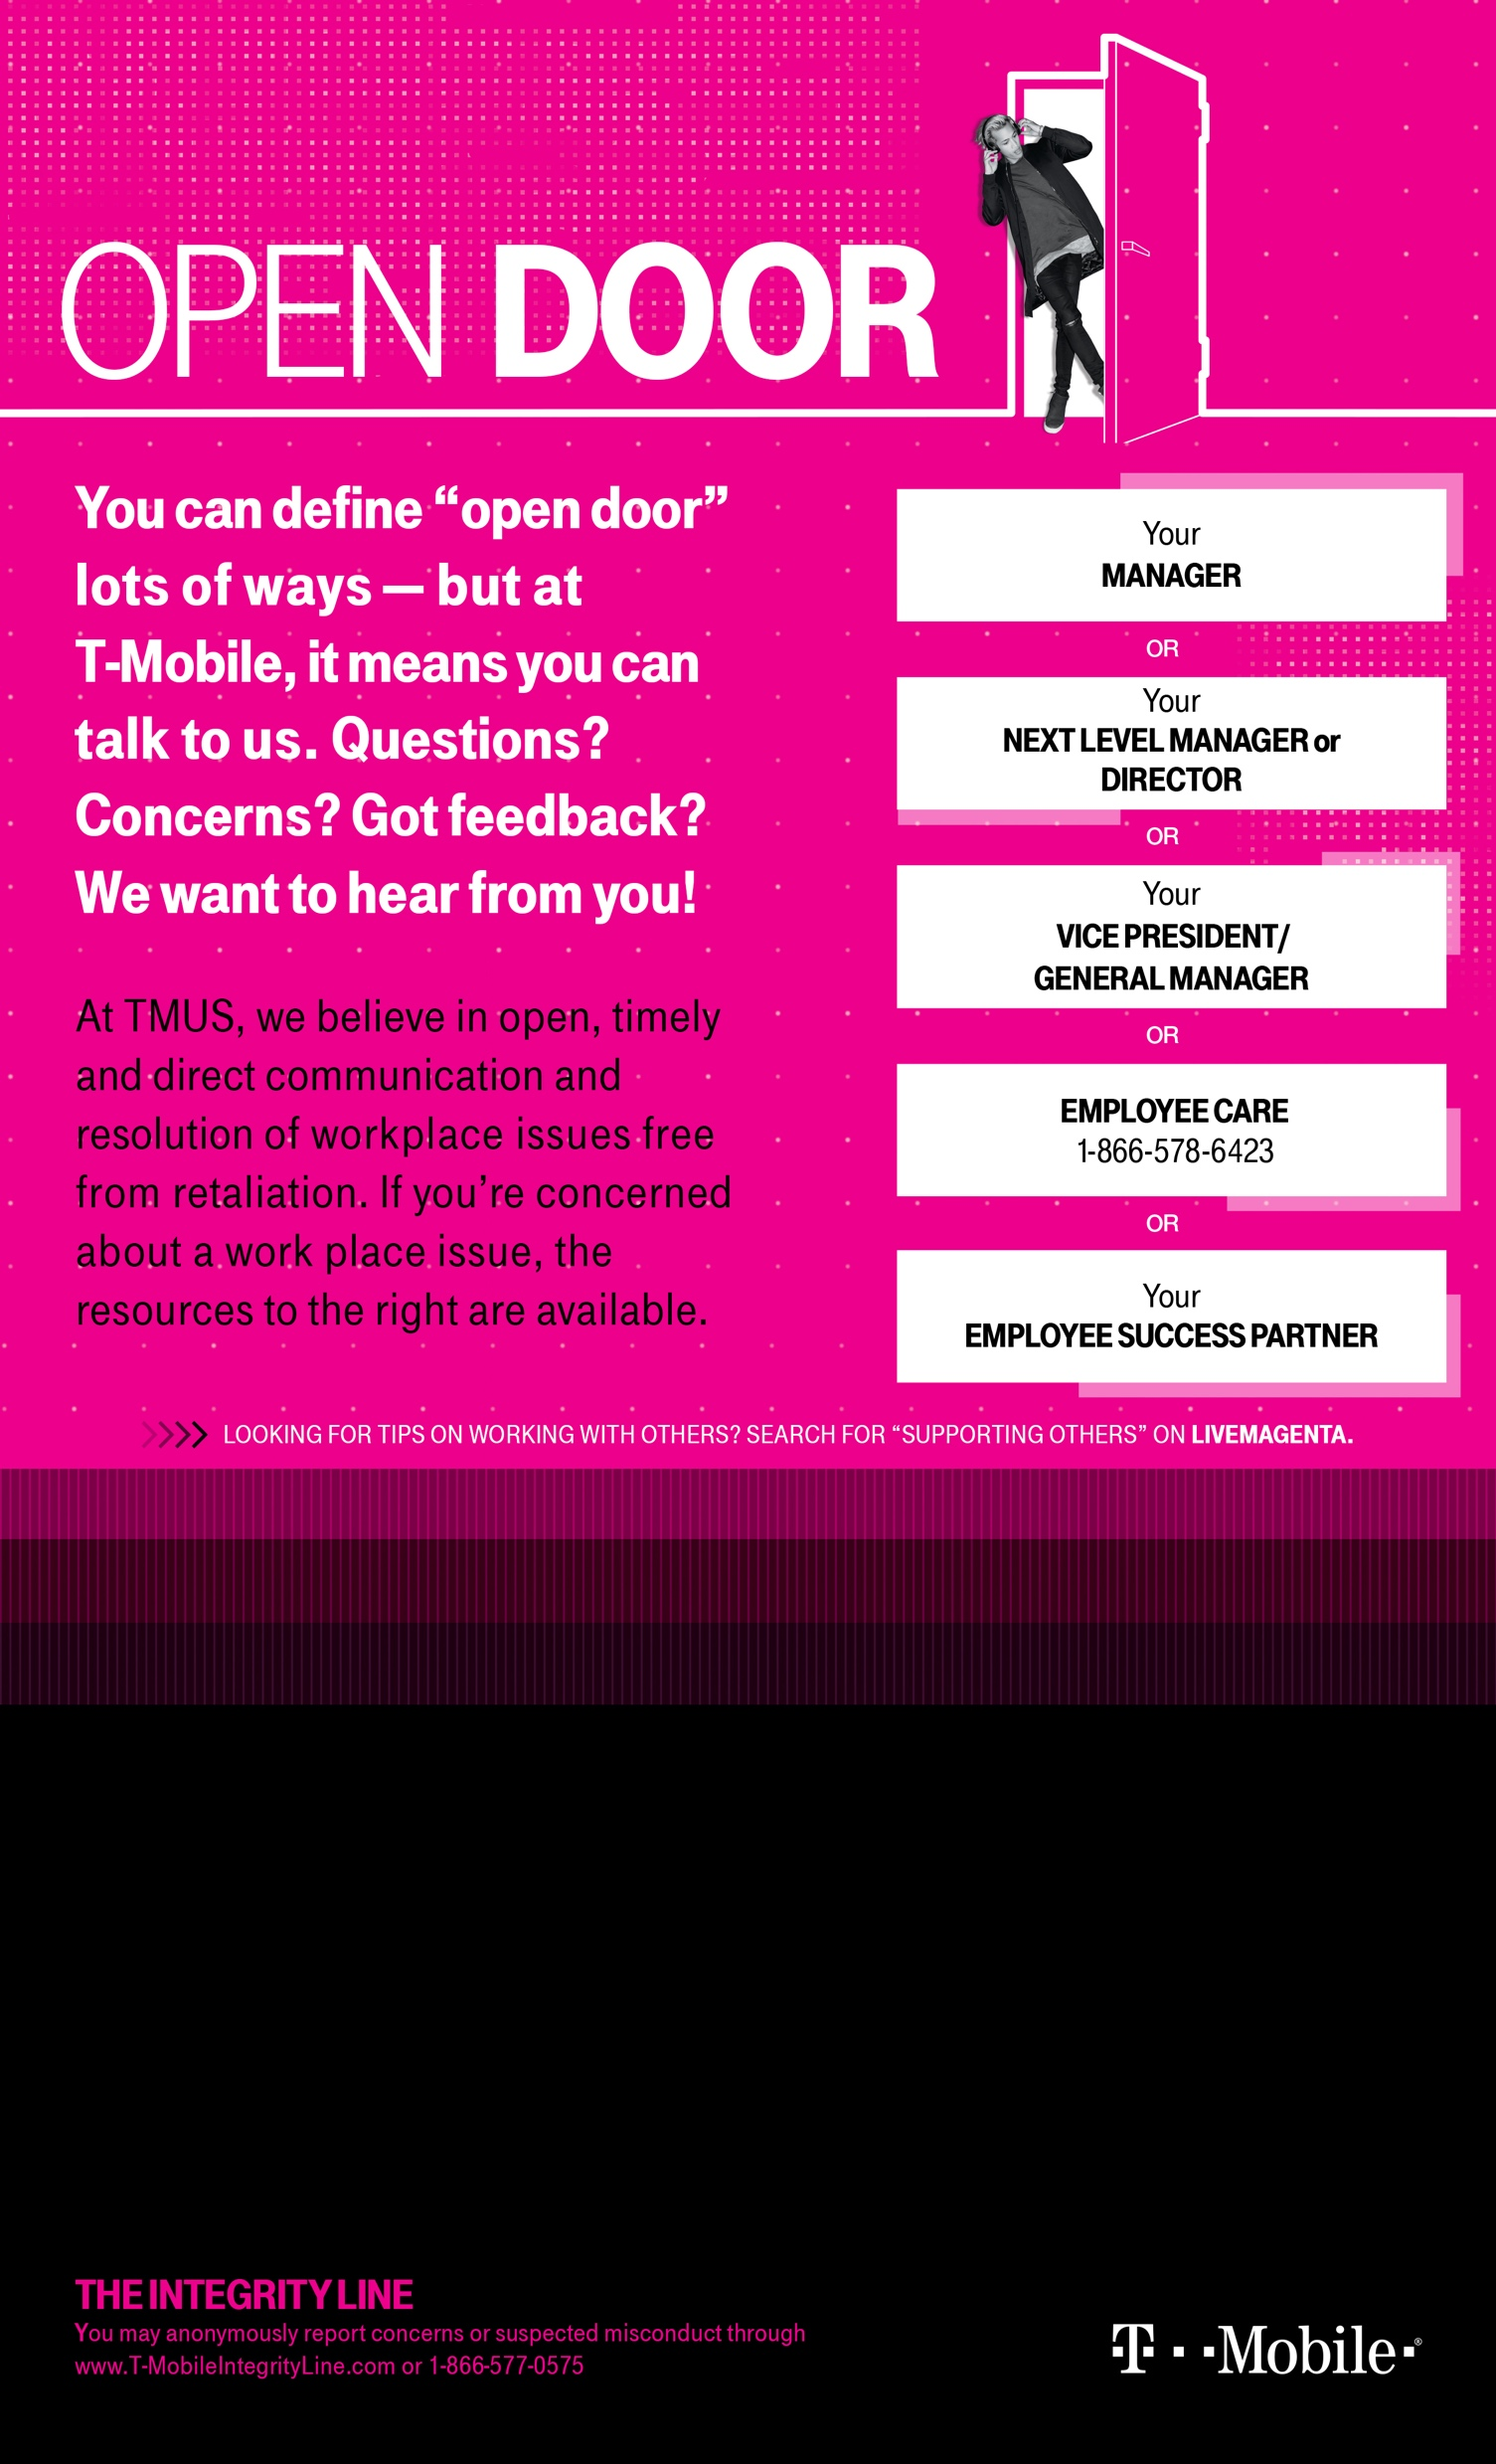 OPEN DOOR
You can define “open door”
lots of ways — but at
T-Mobile, it means you can
talk to us. Questions?
Concerns? Got feedback?
We want to hear from you!
At TMUS, we believe in open, timely
and direct communication and
resolution of workplace issues free
from retaliation. If you’re concerned
about a work place issue, the
resources to the right are available.
Your
MANAGER
OR
Your
NEXT LEVEL MANAGER or
DIRECTOR
OR
Your
VICE PRESIDENT/
GENERAL MANAGER
OR
EMPLOYEE CARE
1-866-578-6423
OR
Your
EMPLOYEE SUCCESS PARTNER
LOOKING FOR TIPS ON WORKING WITH OTHERS? SEARCH FOR “SUPPORTING OTHERS” ON LIVEMAGENTA.
THE INTEGRITY LINE
You may anonymously report concerns or suspected misconduct through
www.T-MobileIntegrityLine.com or 1-866-577-0575
T··Mobile·®